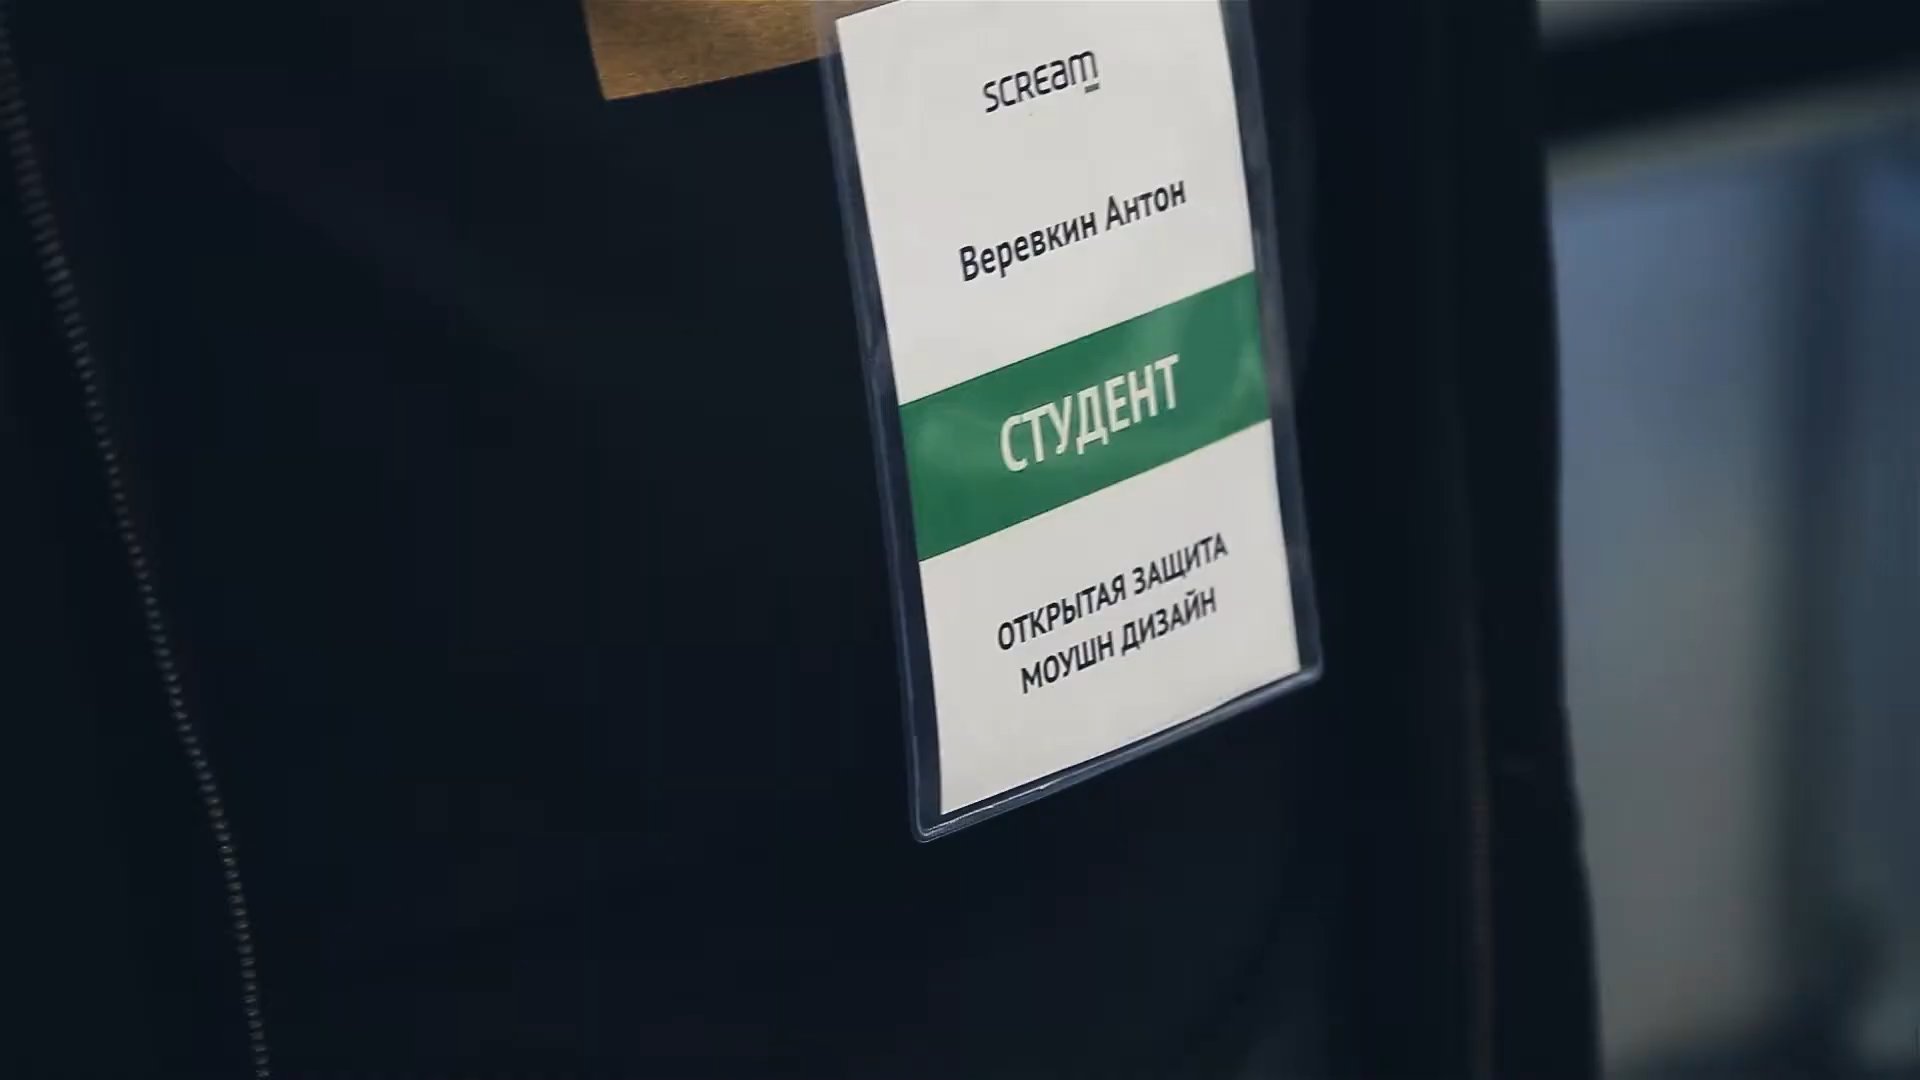 SCREam
Веревкин Антон
СТУДЕНТ
ОТКРЫТАЯ ЗАЩИТА
МОУШН ДИЗАЙН